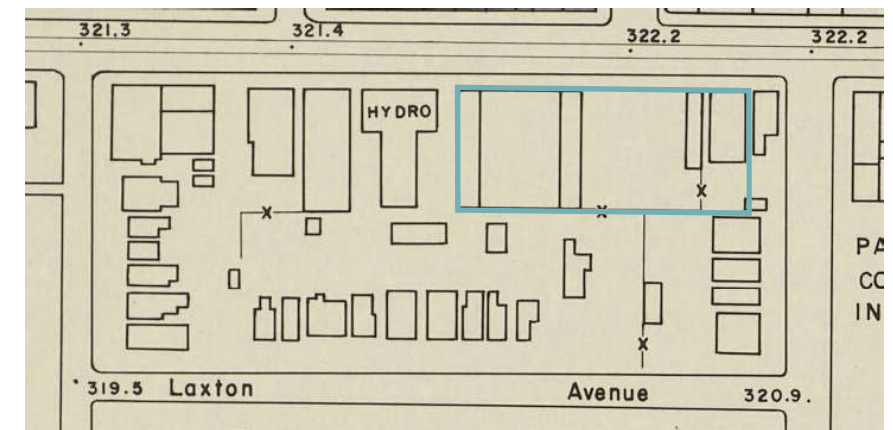 321.3 321.4 322.2 322.2
HYDRO
X
X X
PA
CO
IN
X
319.5 Laxton Avenue 320.9.